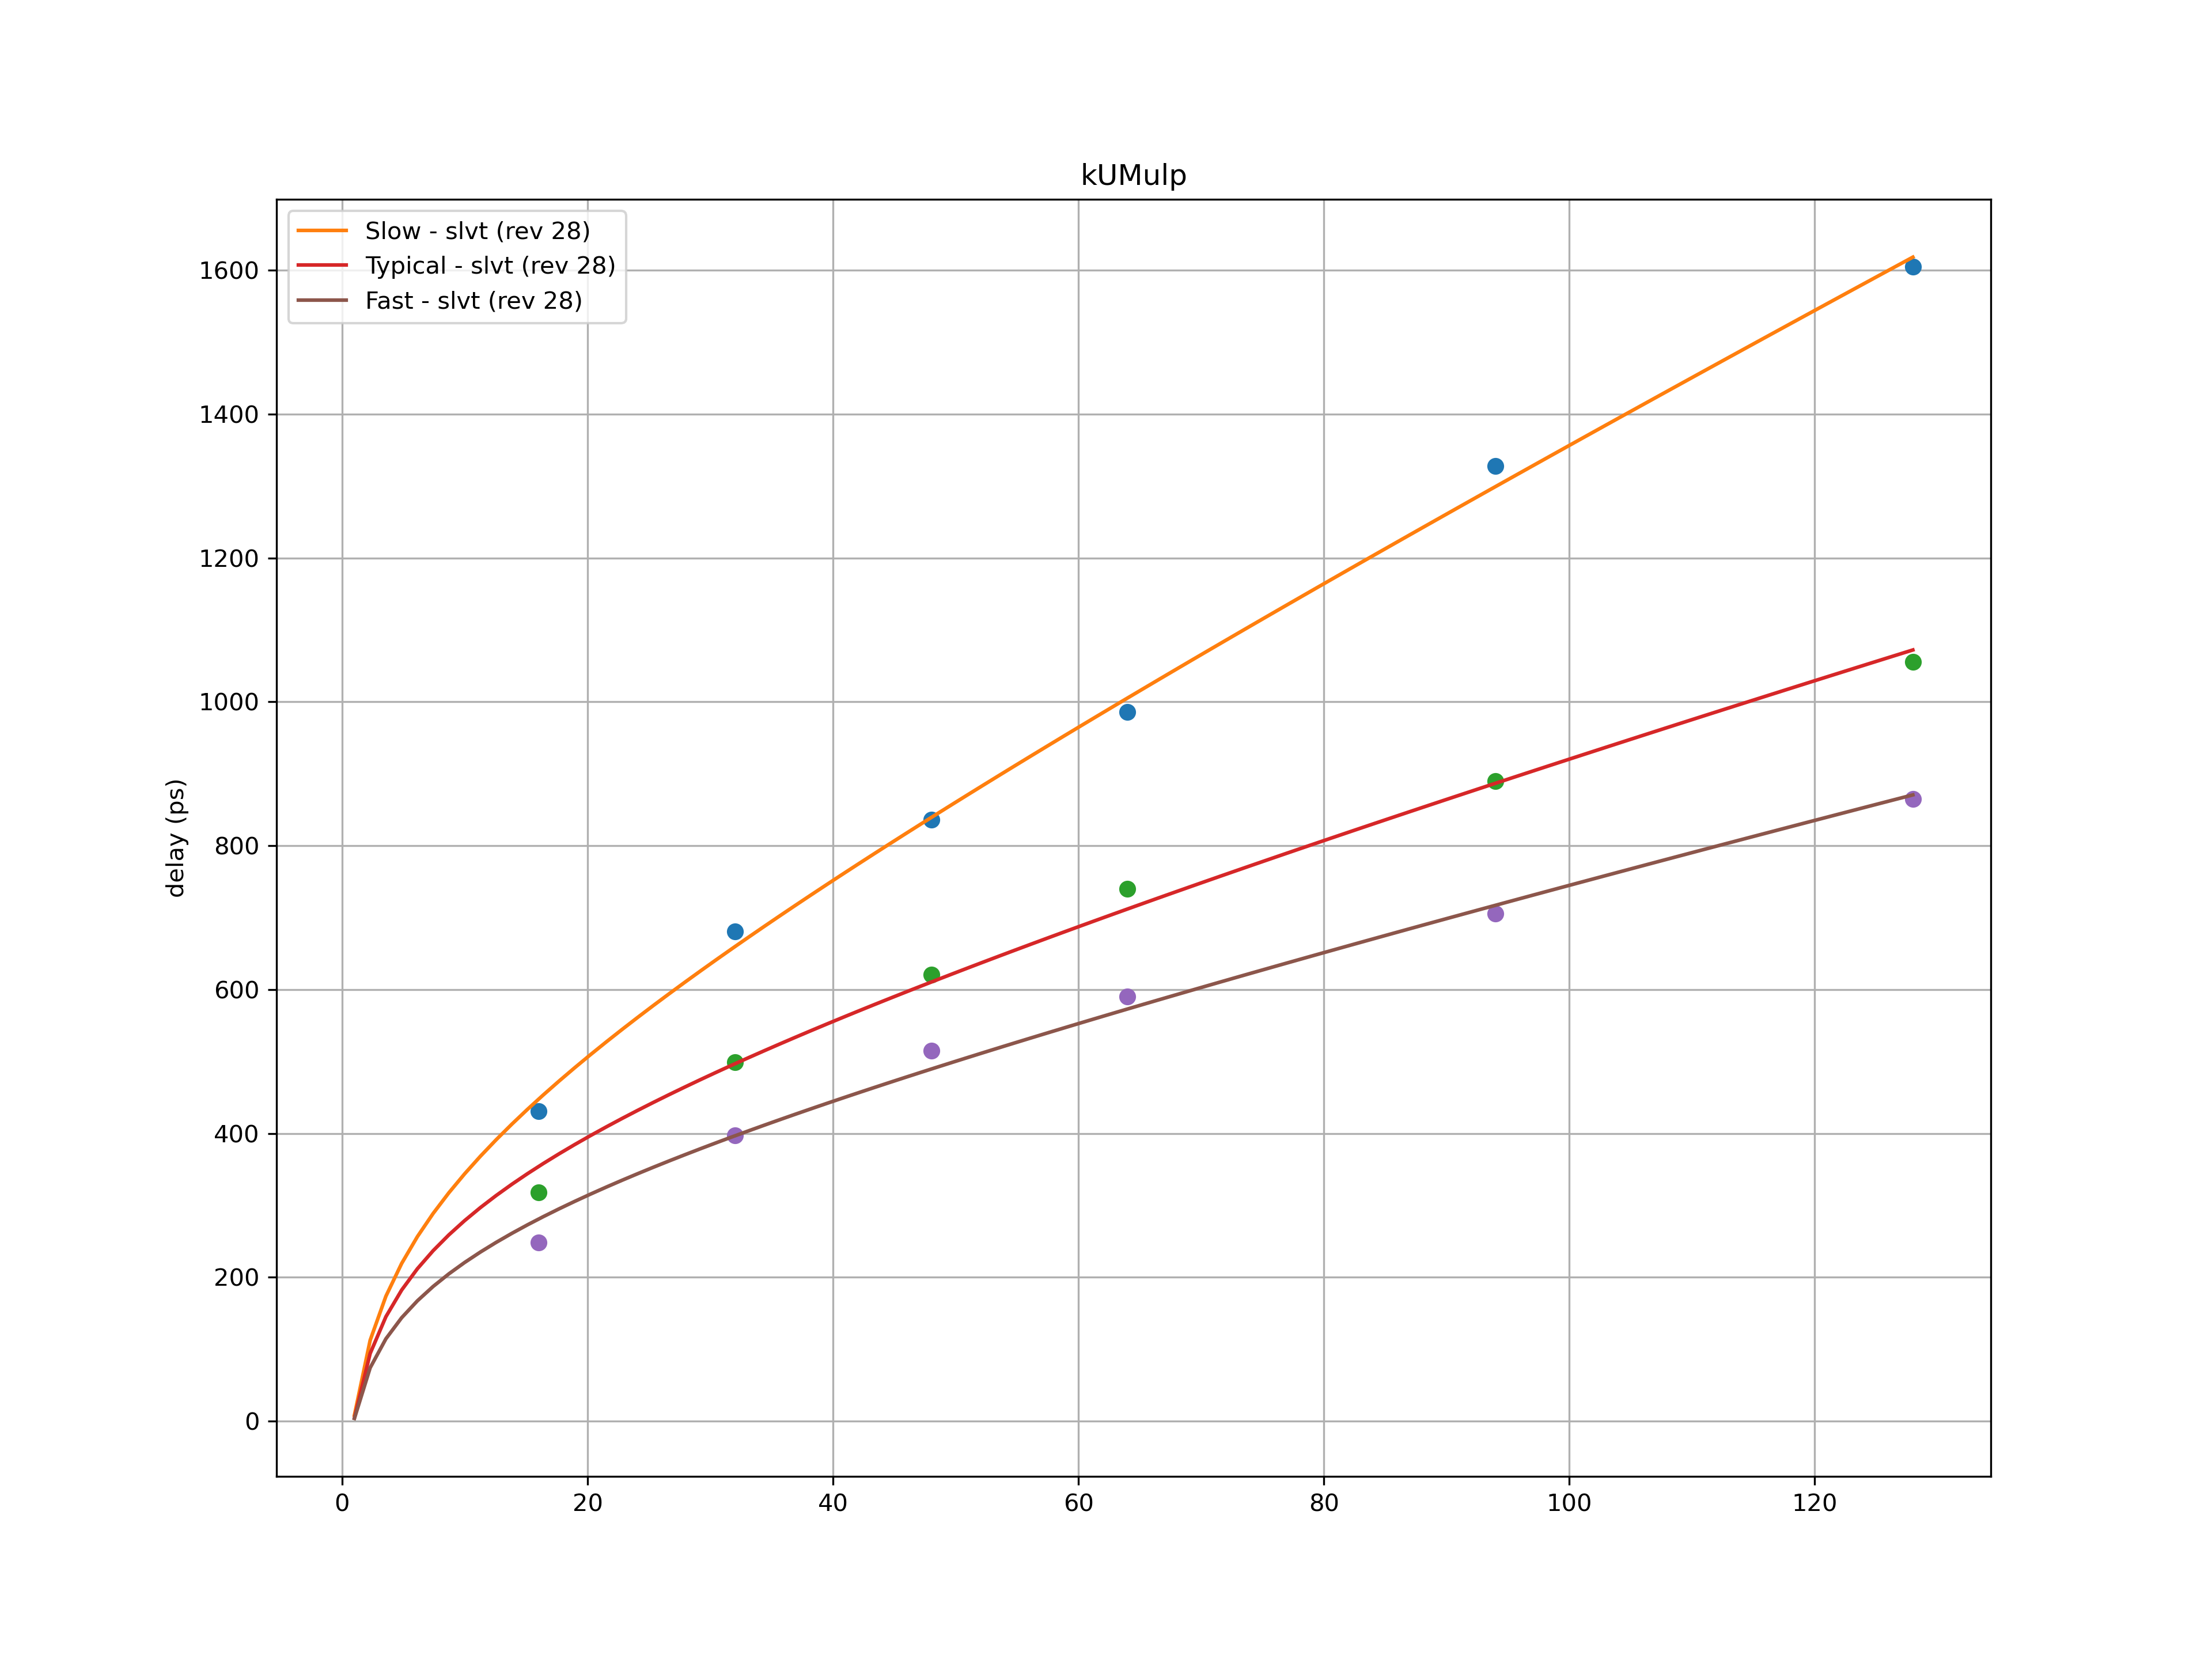 kUMulp
Slow - slvt (rev 28)
Typical - slvt (rev 28)
Fast - slvt (rev 28)
delay (ps)
1600
1400
1200
1000
800
600
400
200
0
0 20 40 60 80 100 120